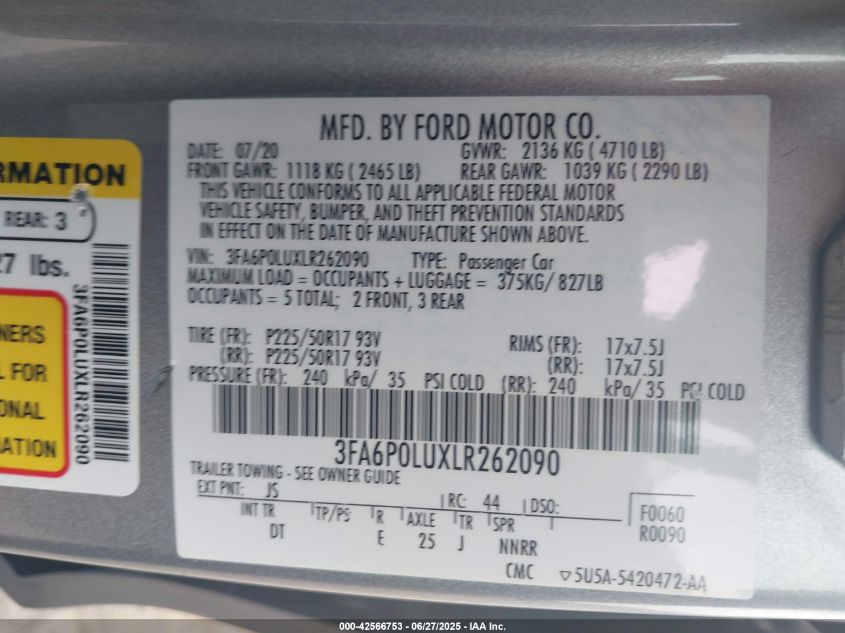 RMATION
REAR: 3
27 lbs.
3FA6P0LUXLR262090
NERS
L FOR
ONAL
ATION
MFD. BY FORD MOTOR CO.
DATE: 07/20 GVWR: 2136 KG ( 4710 LB)
FRONT GAWR: 1118 KG ( 2465 LB) REAR GAWR: 1039 KG ( 2290 LB)
THIS VEHICLE CONFORMS TO ALL APPLICABLE FEDERAL MOTOR
VEHICLE SAFETY, BUMPER, AND THEFT PREVENTION STANDARDS
IN EFFECT ON THE DATE OF MANUFACTURE SHOWN ABOVE.
VIN: 3FA6P0LUXLR262090 TYPE: Passenger Car
MAXIMUM LOAD = OCCUPANTS + LUGGAGE = 375KG/ 827LB
OCCUPANTS = 5 TOTAL; 2 FRONT, 3 REAR
TIRE (FR): P225/50R17 93V RIMS (FR): 17x7.5J
(RR): P225/50R17 93V (RR): 17x7.5J
PRESSURE (FR): 240 kPa/ 35 PSI COLD (RR): 240 kPa/ 35 PSI COLD
3FA6P0LUXLR262090
TRAILER TOWING - SEE OWNER GUIDE
EXT PNT: JS RC: 44 DSO: F0060
INT TR TP/PS R AXLE TR SPR R0090
DT E 25 J NNRR
CMC ▽5U5A-5420472-AA
000-42566753 - 06/27/2025 - IAA Inc.